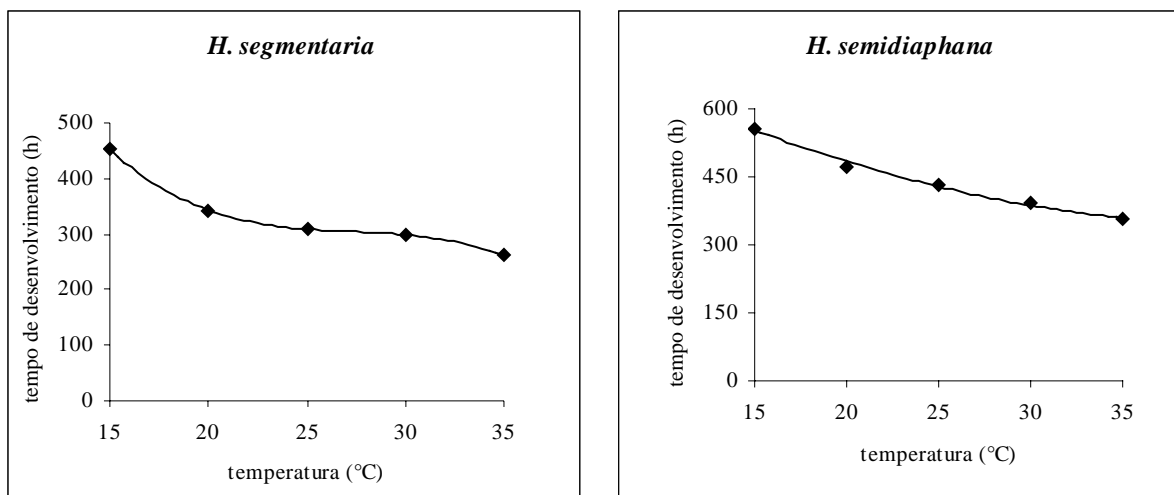 H. segmentaria
tempo de desenvolvimento (h)
500
400
300
200
100
0
15 20 25 30 35
temperatura (°C)
H. semidiaphana
tempo de desenvolvimento (h)
600
450
300
150
0
15 20 25 30 35
temperatura (°C)